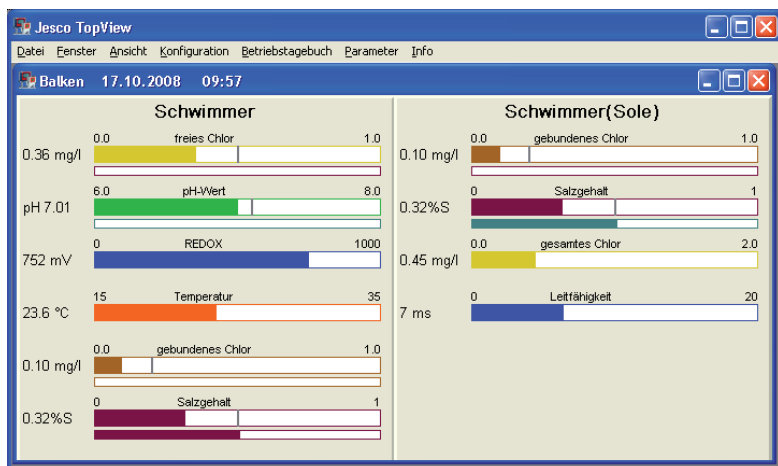 Jesco TopView
Datei Fenster Ansicht Konfiguration Betriebstagebuch Parameter Info
Balken 17.10.2008 09:57
Schwimmer
0.0 freies Chlor 1.0
0.36 mg/l
6.0 pH-Wert 8.0
pH 7.01
0 REDOX 1000
752 mV
15 Temperatur 35
23.6 °C
0.0 gebundenes Chlor 1.0
0.10 mg/l
0 Salzgehalt 1
0.32%S
Schwimmer(Sole)
0.0 gebundenes Chlor 1.0
0.10 mg/l
0 Salzgehalt 1
0.32%S
0.0 gesamtes Chlor 2.0
0.45 mg/l
0 Leitfähigkeit 20
7 ms